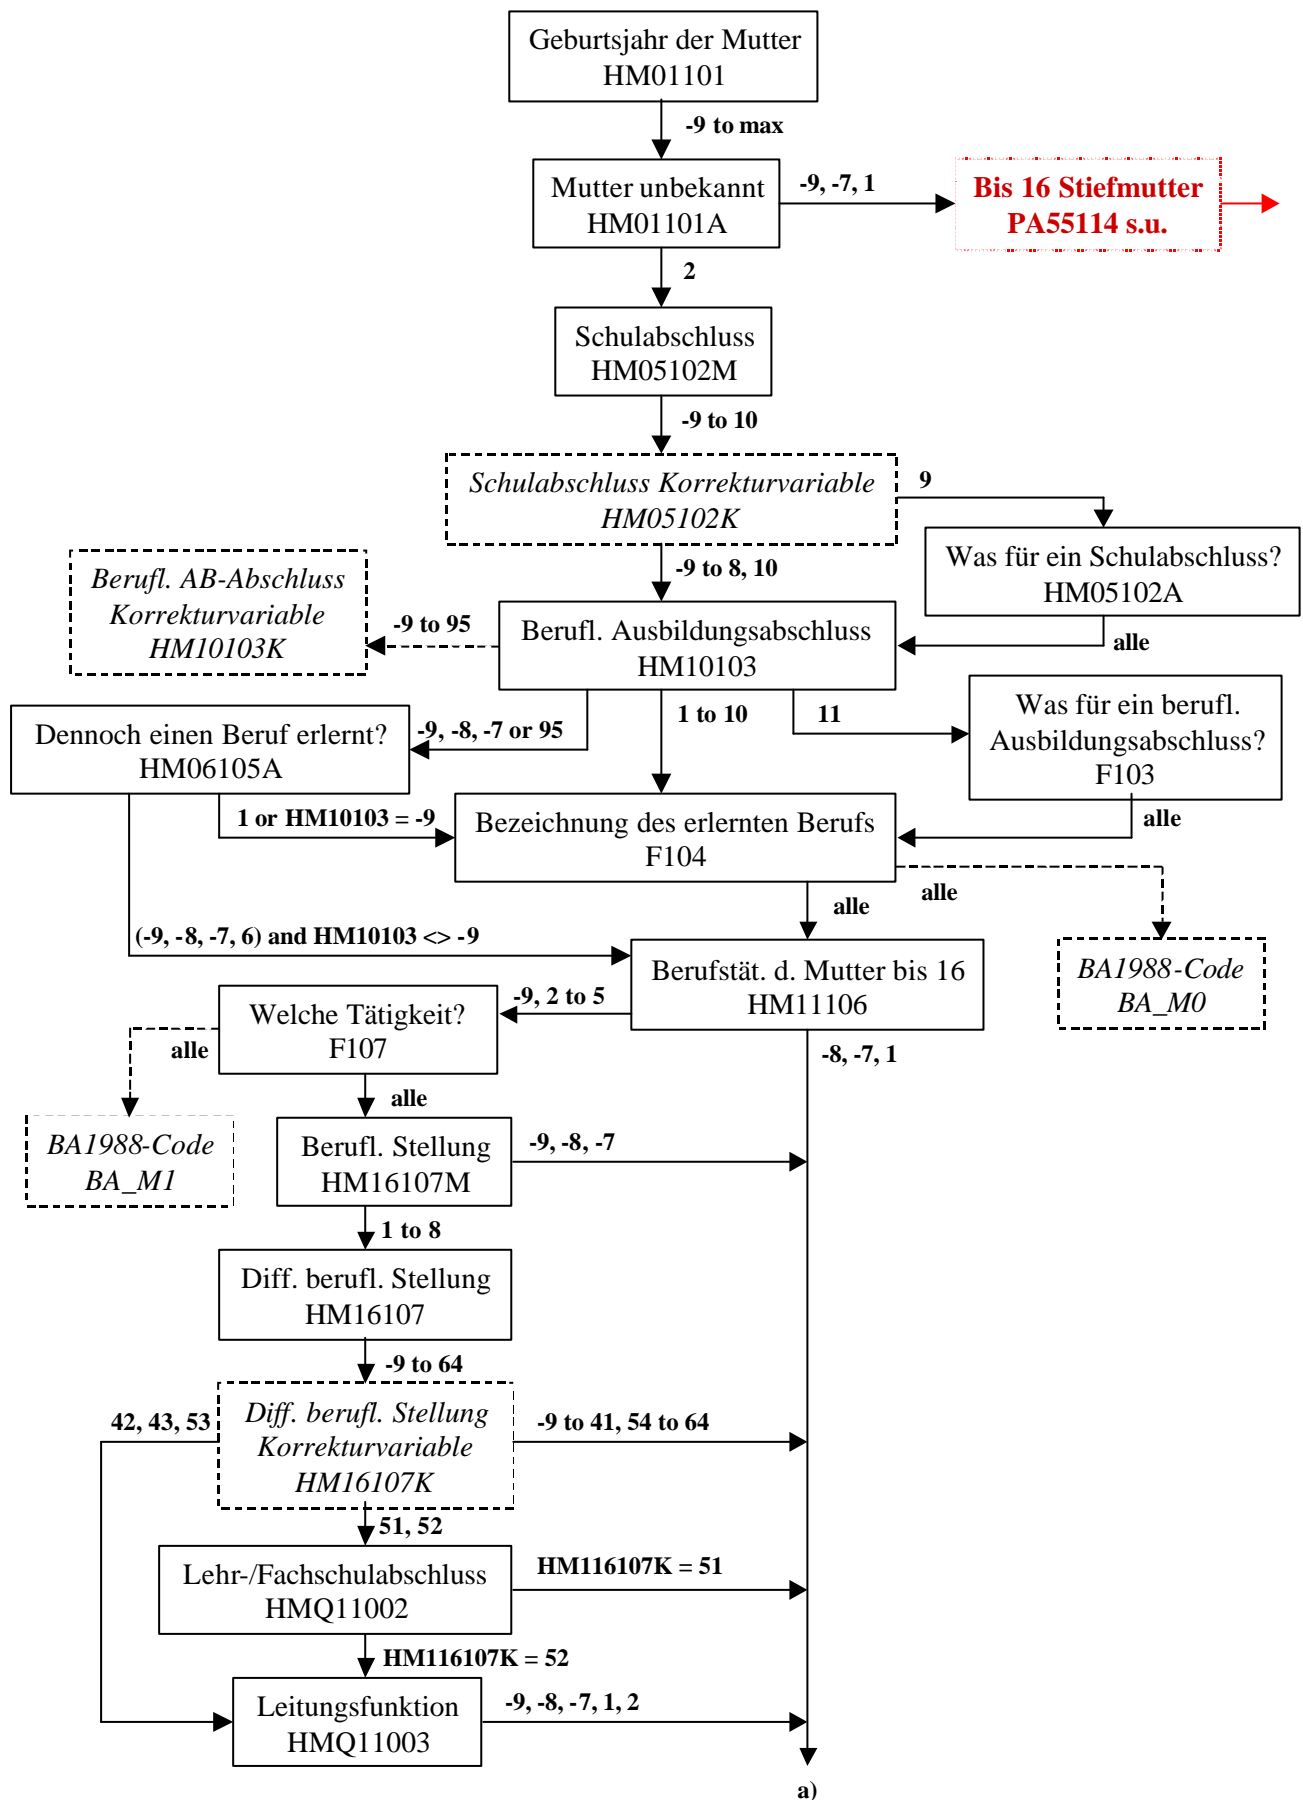 Geburtsjahr der Mutter
HM01101
-9 to max
Mutter unbekannt
HM01101A
-9, -7, 1
Bis 16 Stiefmutter
PA55114 s.u.
2
Schulabschluss
HM05102M
-9 to 10
Schulabschluss Korrekturvariable
HM05102K
9
Was für ein Schulabschluss?
HM05102A
-9 to 8, 10
Berufl. AB-Abschluss
Korrekturvariable
HM10103K
-9 to 95
Berufl. Ausbildungsabschluss
HM10103
alle
Dennoch einen Beruf erlernt?
HM06105A
-9, -8, -7 or 95
1 to 10
11
Was für ein berufl.
Ausbildungsabschluss?
F103
1 or HM10103 = -9
Bezeichnung des erlernten Berufs
F104
alle
alle
alle
(-9, -8, -7, 6) and HM10103 <> -9
Berufstät. d. Mutter bis 16
HM11106
BA1988-Code
BA_M0
-9, 2 to 5
Welche Tätigkeit?
F107
alle
-8, -7, 1
alle
BA1988-Code
BA_M1
Berufl. Stellung
HM16107M
-9, -8, -7
1 to 8
Diff. berufl. Stellung
HM16107
-9 to 64
42, 43, 53
Diff. berufl. Stellung
Korrekturvariable
HM16107K
-9 to 41, 54 to 64
51, 52
Lehr-/Fachschulabschluss
HMQ11002
HM116107K = 51
HM116107K = 52
Leitungsfunktion
HMQ11003
-9, -8, -7, 1, 2
a)